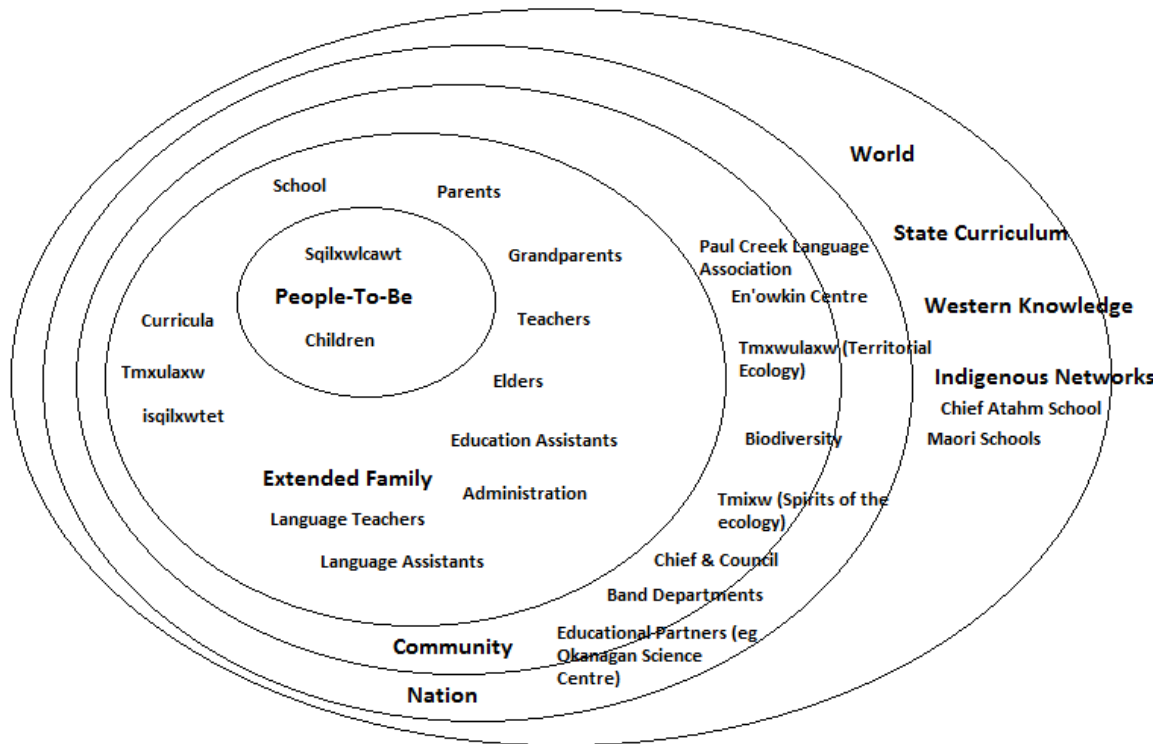 World
School
Parents
State Curriculum
Paul Creek Language
Association
Sqilxwlcawt
Grandparents
People-To-Be
En'owkin Centre
Western Knowledge
Curricula
Teachers
Children
Tmxwulaxw (Territorial
Ecology)
Tmxulaxw
Elders
Indigenous Networks
isqilxwtet
Chief Atahm School
Education Assistants
Biodiversity
Maori Schools
Extended Family
Administration
Tmixw (Spirits of the
ecology)
Language Teachers
Language Assistants
Chief & Council
Band Departments
Community
Educational Partners (eg
Okanagan Science
Centre)
Nation